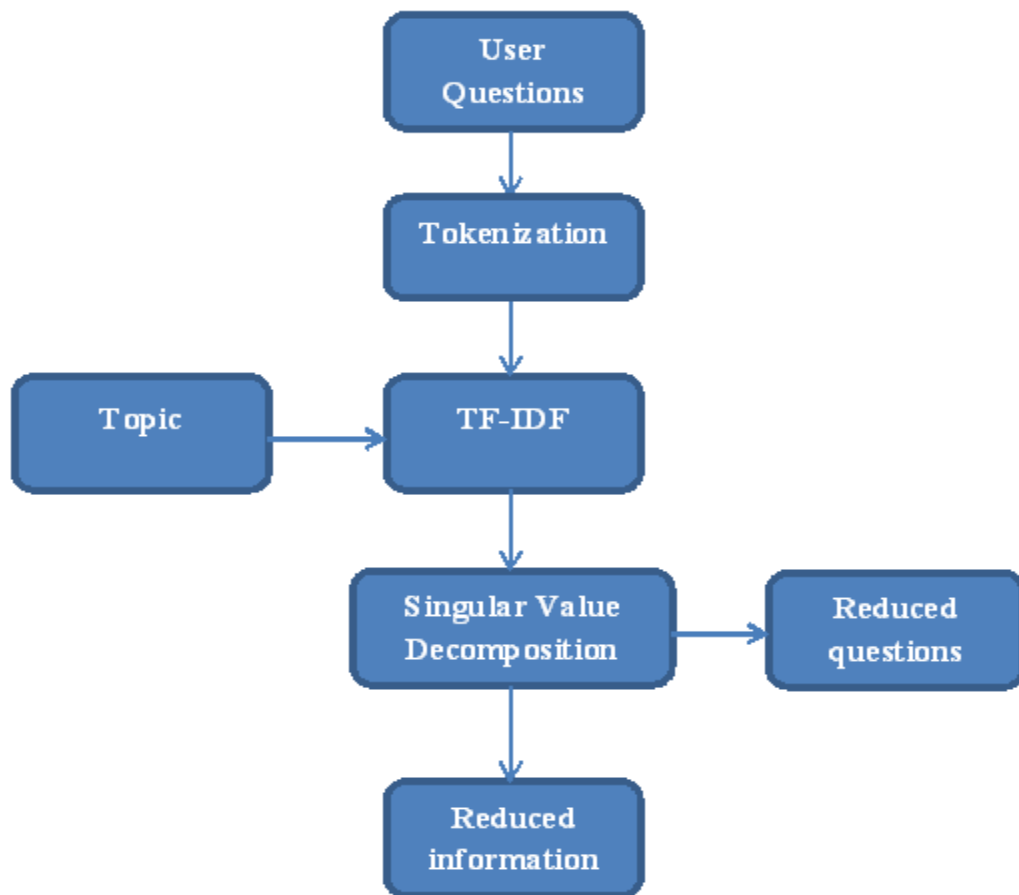 User
Questions
Tokenization
Topic
TF-IDF
Singular Value
Decomposition
Reduced
questions
Reduced
information